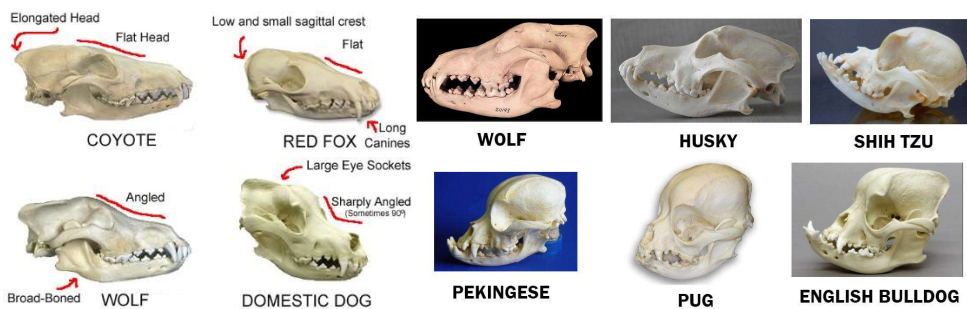 Elongated Head
Flat Head
COYOTE
Low and small sagittal crest
Flat
Long
Canines
RED FOX
WOLF
HUSKY
SHIH TZU
Angled
Broad-Boned
WOLF
Large Eye Sockets
Sharply Angled
(Sometimes 90º)
DOMESTIC DOG
PEKINGESE
PUG
ENGLISH BULLDOG